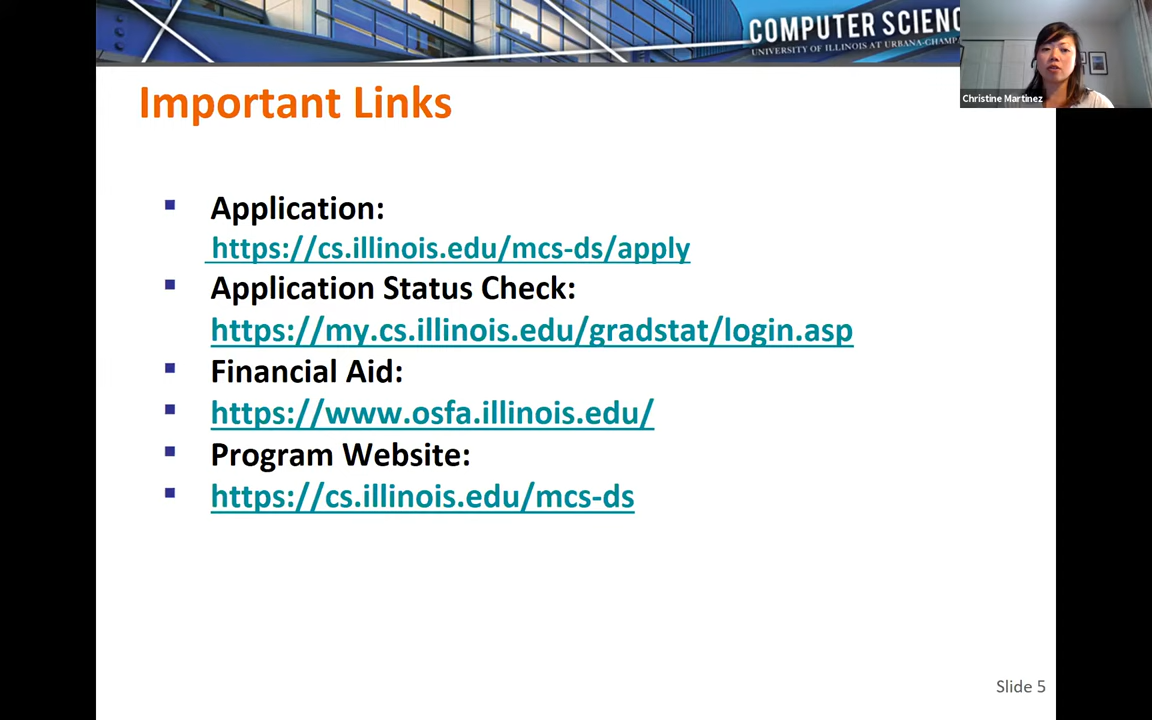 COMPUTER SCIENC
UNIVERSITY OF ILLINOIS AT URBANA-CHAMP
Christine Martinez
Important Links
Application:
https://cs.illinois.edu/mcs-ds/apply
Application Status Check:
https://my.cs.illinois.edu/gradstat/login.asp
Financial Aid:
https://www.osfa.illinois.edu/
Program Website:
https://cs.illinois.edu/mcs-ds
Slide 5